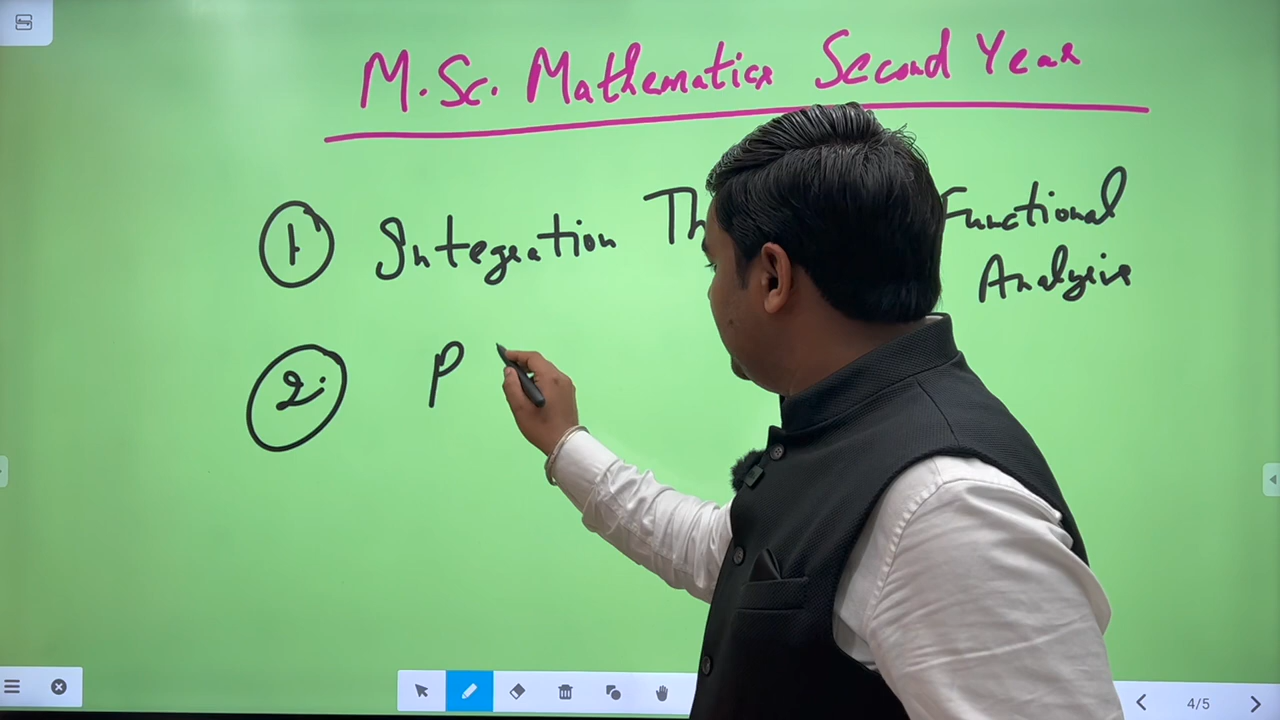 M.Sc. Mathematics Second Year
1 Integration Th Functional
Analysis
2. P
4/5